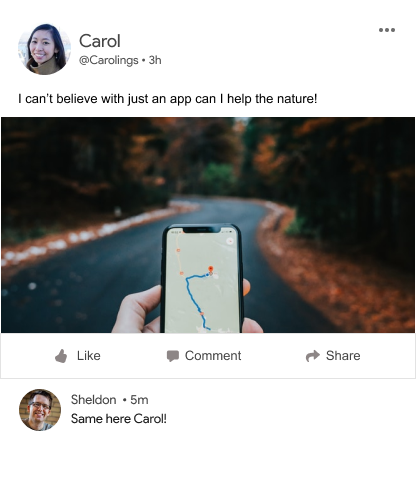 Carol
@Carolings • 3h
I can't believe with just an app can I help the nature!
Like
Comment
Share
Sheldon • 5m
Same here Carol!